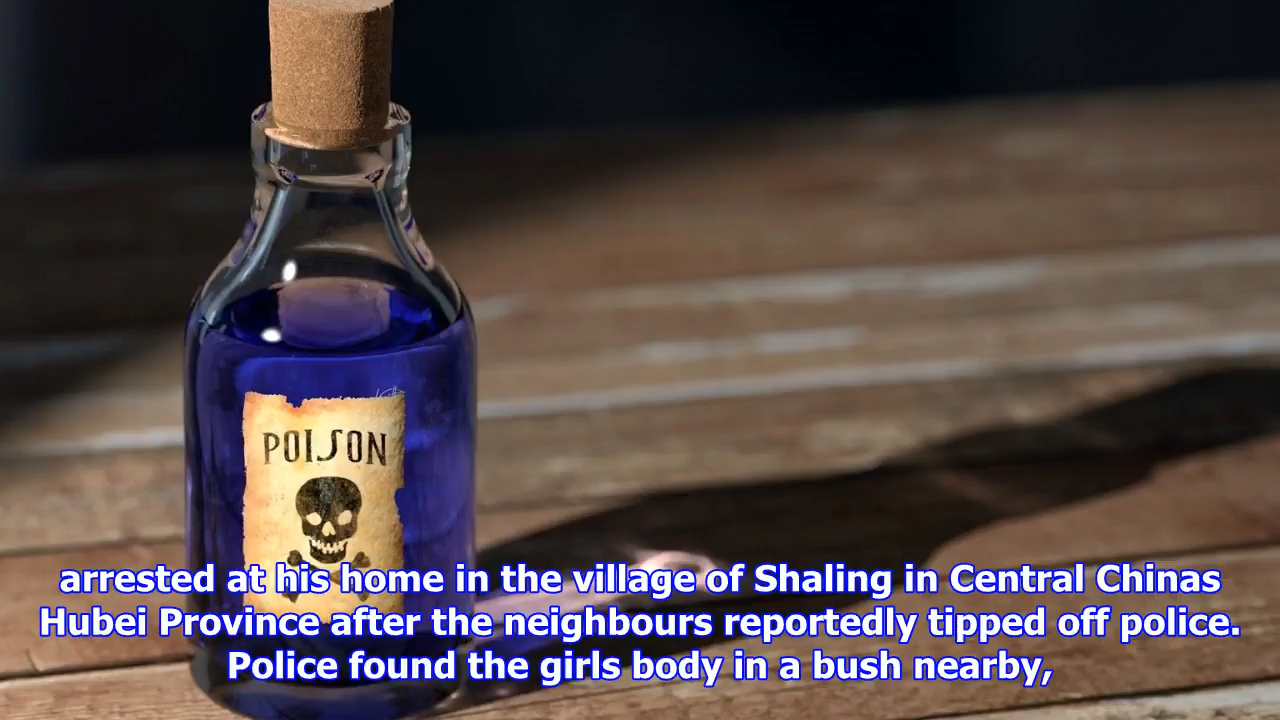 POISON
arrested at his home in the village of Shaling in Central Chinas
Hubei Province after the neighbours reportedly tipped off police.
Police found the girls body in a bush nearby,